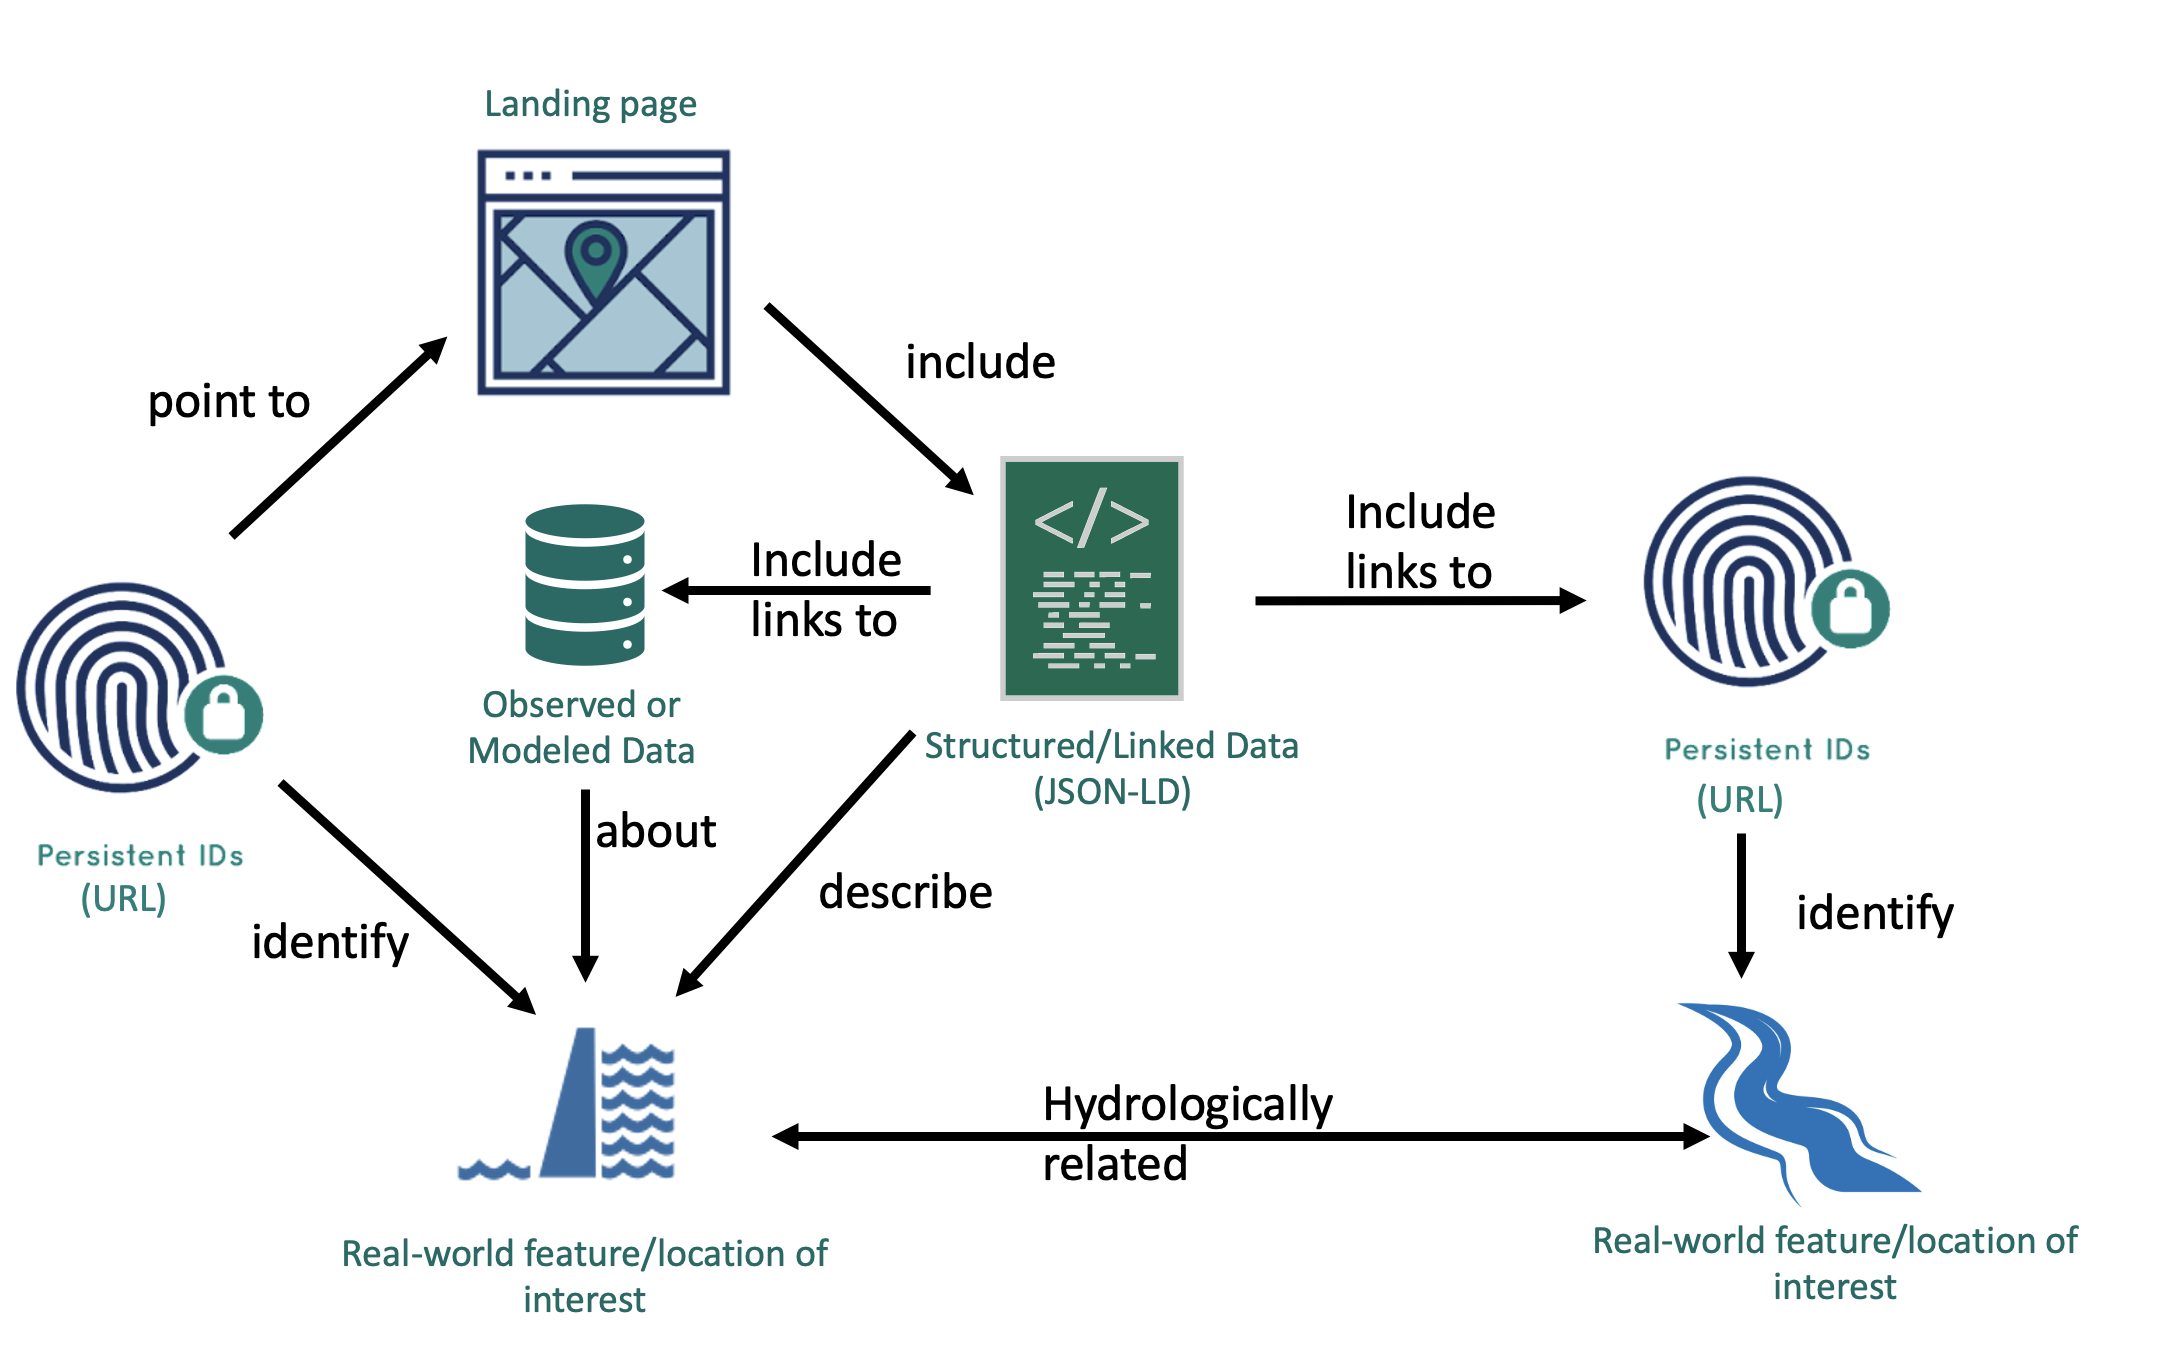 Landing page
point to
include
</>
Include
links to
Include
links to
Observed or
Modeled Data
Structured/Linked Data
(JSON-LD)
Persistent IDs
(URL)
Persistent IDs
(URL)
about
describe
identify
identify
Hydrologically
related
Real-world feature/location of
interest
Real-world feature/location of
interest